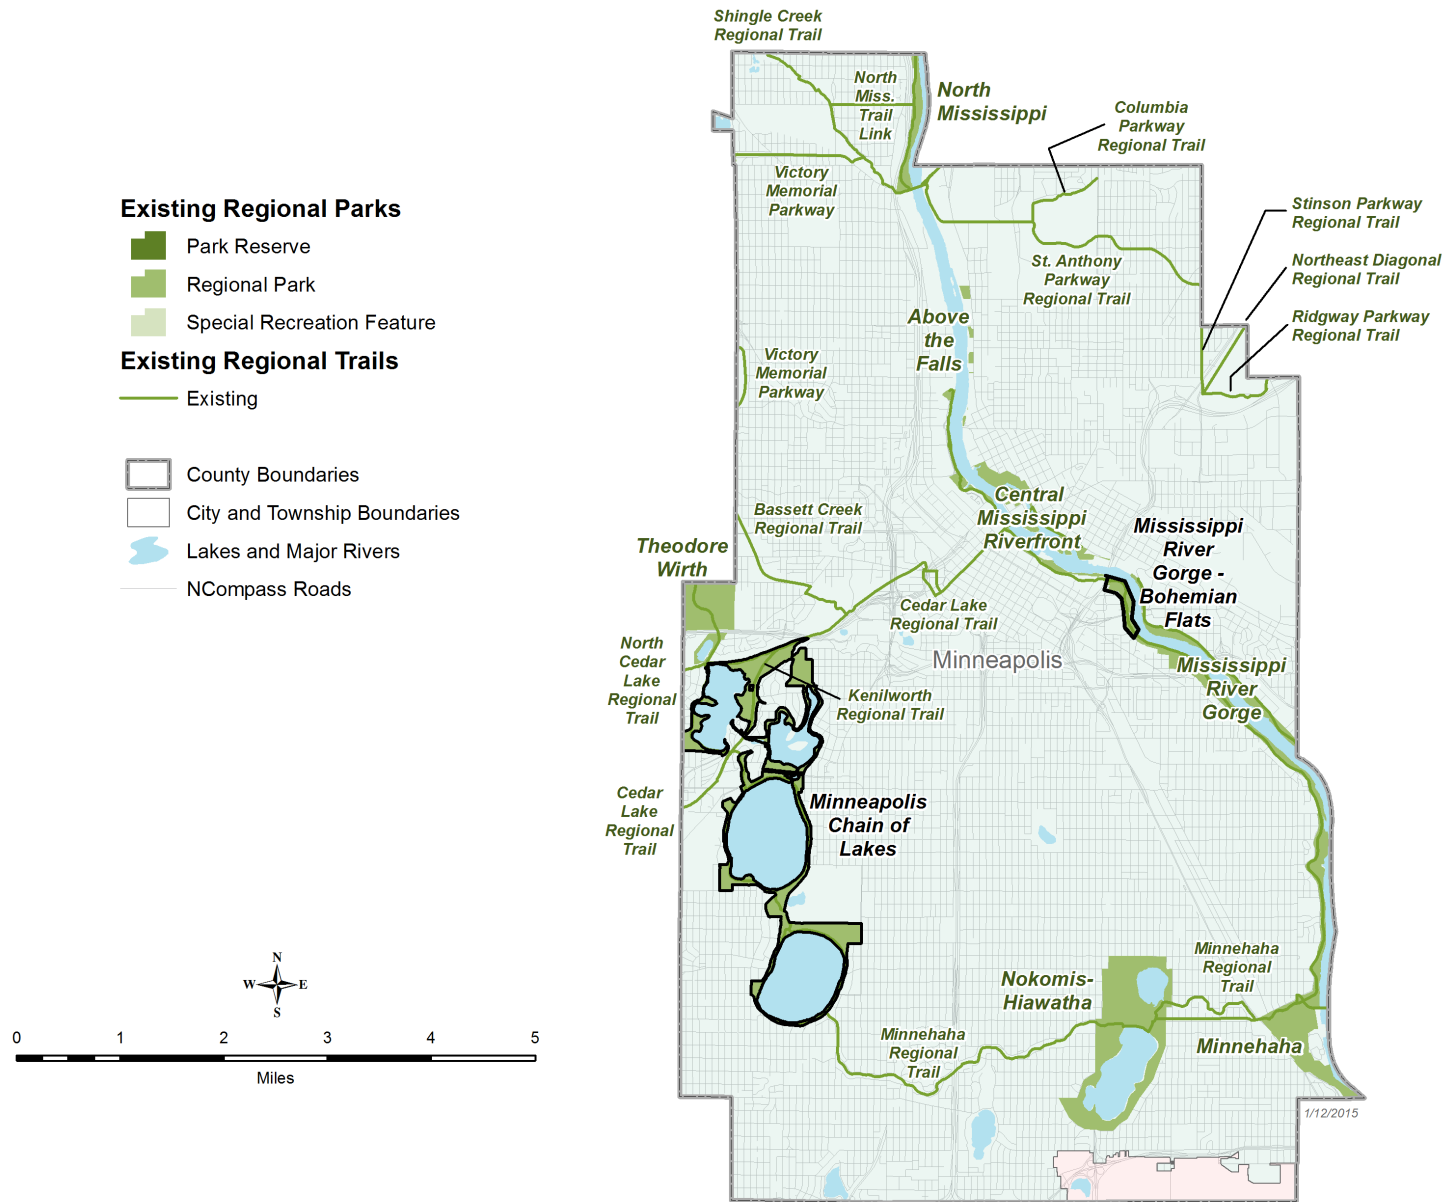 Shingle Creek
Regional Trail
North
Miss.
Trail
Link
North
Mississippi
Columbia
Parkway
Regional Trail
Victory
Memorial
Parkway
Stinson Parkway
Regional Trail
St. Anthony
Parkway
Regional Trail
Northeast Diagonal
Regional Trail
Ridgway Parkway
Regional Trail
Above
the
Falls
Victory
Memorial
Parkway
Existing Regional Parks
Park Reserve
Regional Park
Special Recreation Feature
Existing Regional Trails
Existing
County Boundaries
City and Township Boundaries
Lakes and Major Rivers
NCompass Roads
Bassett Creek
Regional Trail
Central
Mississippi
Riverfront
Mississippi
River
Gorge -
Bohemian
Flats
Theodore
Wirth
Cedar Lake
Regional Trail
North
Cedar
Lake
Regional
Trail
Minneapolis
Kenilworth
Regional Trail
Mississippi
River
Gorge
Cedar
Lake
Regional
Trail
Minneapolis
Chain of
Lakes
Minnehaha
Regional
Trail
Nokomis-
Hiawatha
Minnehaha
Regional
Trail
Minnehaha
1/12/2015
N
W
E
S
0
1
2
3
4
5
Miles